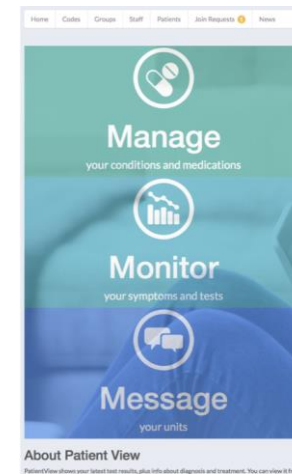 Home Codes Groups Staff Patients Join Requests News
Manage
your conditions and medications
Monitor
your symptoms and tests
Message
your units
About Patient View
PatientView shows your latest test results, plus info about diagnosis and treatment. You can view it